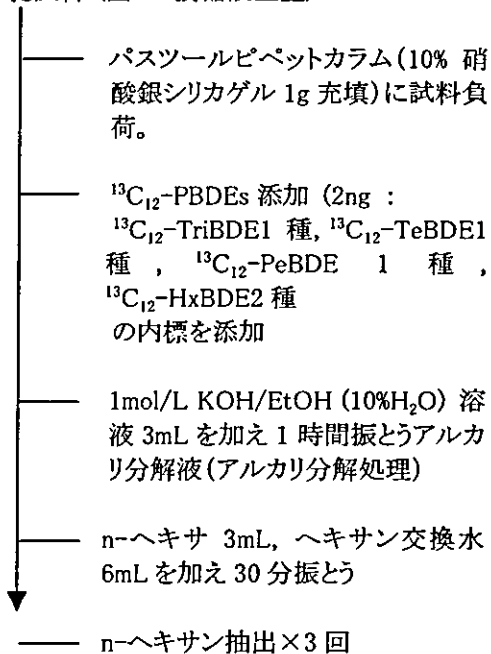 パスツールピペットカラム(10% 硝
酸銀シリカゲル 1g 充填)に試料負
荷。
¹³C₁₂-PBDEs 添加 (2ng :
¹³C₁₂-TriBDE1 種, ¹³C₁₂-TeBDE1
種 , ¹³C₁₂-PeBDE 1 種 ,
¹³C₁₂-HxBDE2 種
の内標を添加
1mol/L KOH/EtOH (10%H₂O) 溶
液 3mL を加え 1 時間振とうアルカ
リ分解液(アルカリ分解処理)
n-ヘキサ 3mL, ヘキサン交換水
6mL を加え 30 分振とう
n-ヘキサン抽出×3 回